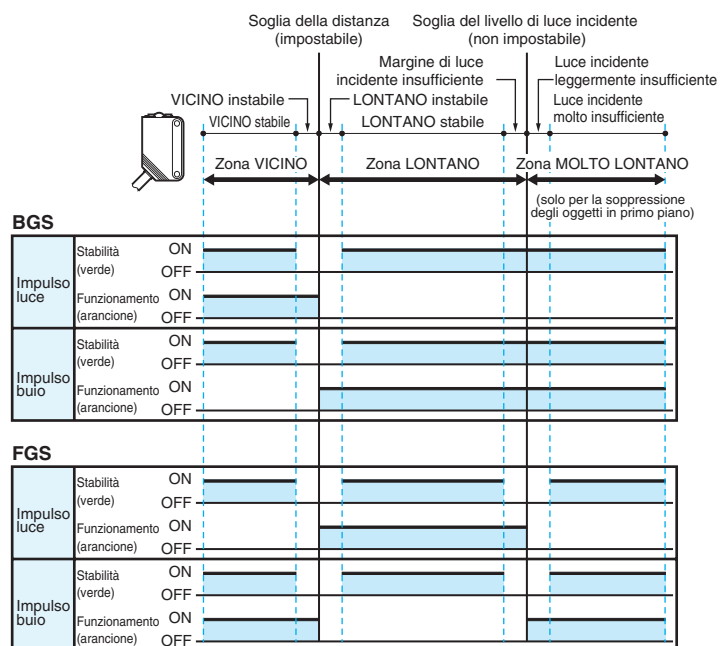 Soglia della distanza
(impostabile)
Soglia del livello di luce incidente
(non impostabile)
Margine di luce
incidente insufficiente
Luce incidente
leggermente insufficiente
VICINO instabile
LONTANO instabile
Luce incidente
molto insufficiente
VICINO stabile
LONTANO stabile
Zona VICINO
Zona LONTANO
Zona MOLTO LONTANO
(solo per la soppressione
degli oggetti in primo piano)
BGS
Impulso
luce
Stabilità
(verde)
ON
OFF
Funzionamento
(arancione)
ON
OFF
Impulso
buio
Stabilità
(verde)
ON
OFF
Funzionamento
(arancione)
ON
OFF
FGS
Impulso
luce
Stabilità
(verde)
ON
OFF
Funzionamento
(arancione)
ON
OFF
Impulso
buio
Stabilità
(verde)
ON
OFF
Funzionamento
(arancione)
ON
OFF